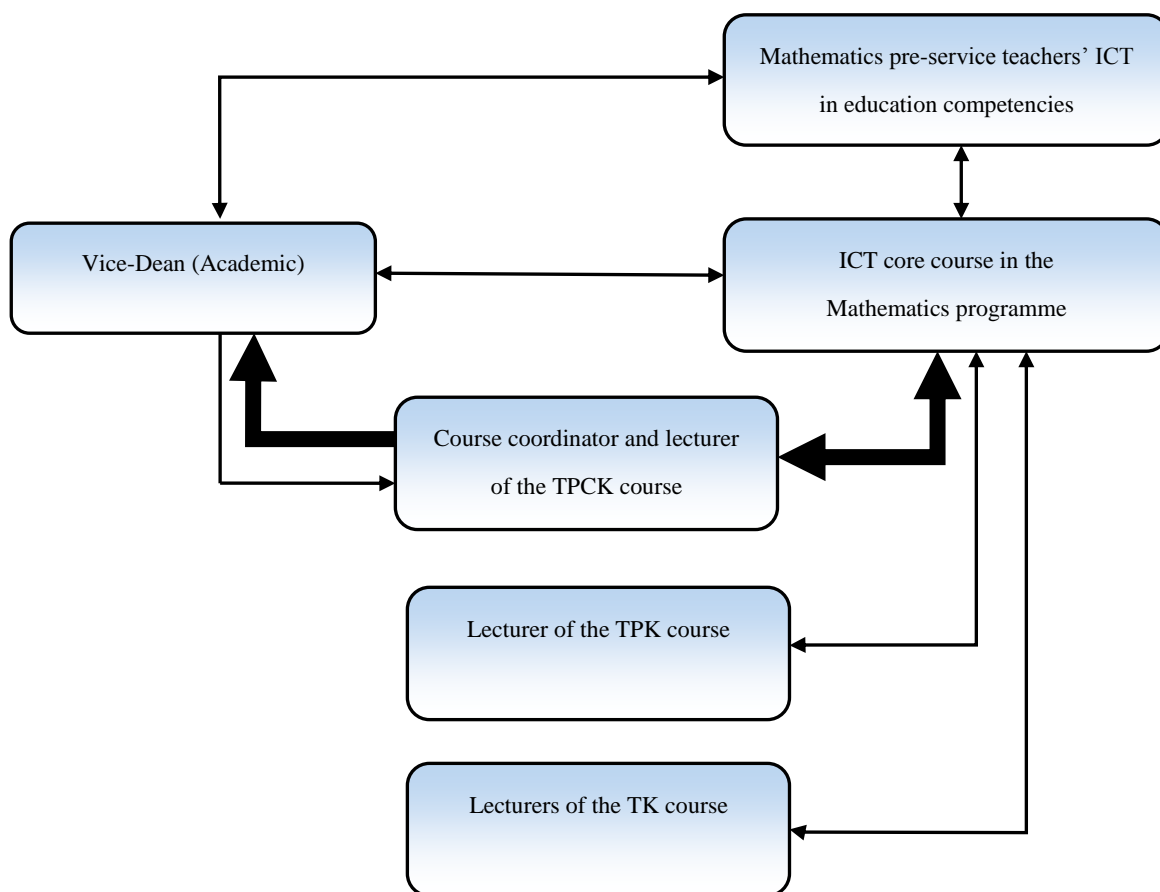 Mathematics pre-service teachers’ ICT
in education competencies
Vice-Dean (Academic)
ICT core course in the
Mathematics programme
Course coordinator and lecturer
of the TPCK course
Lecturer of the TPK course
Lecturers of the TK course